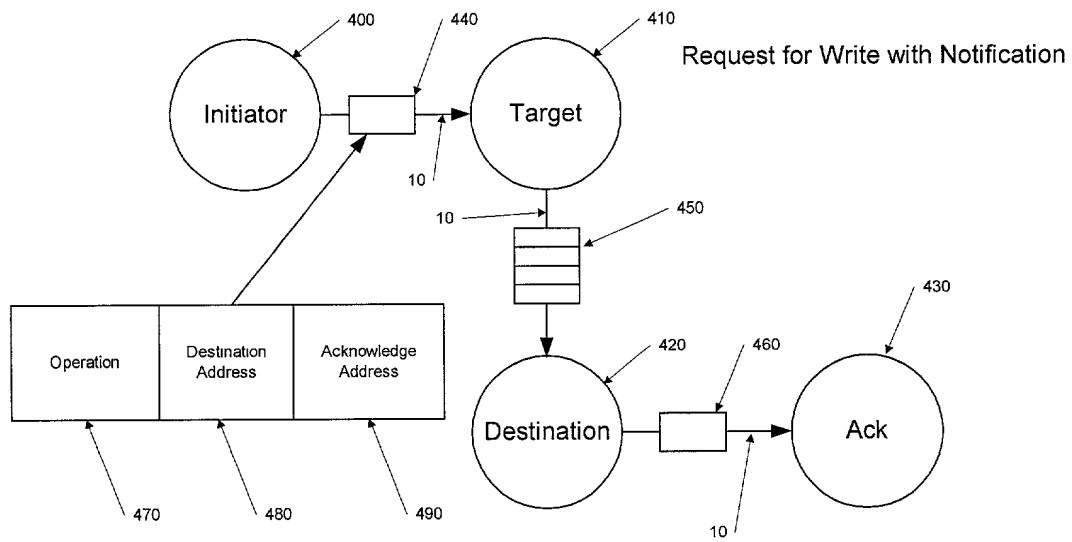 400
440
410
Request for Write with Notification
Initiator
Target
10
10
450
430
Operation
Destination
Address
Acknowledge
Address
420
460
Destination
Ack
470
480
490
10